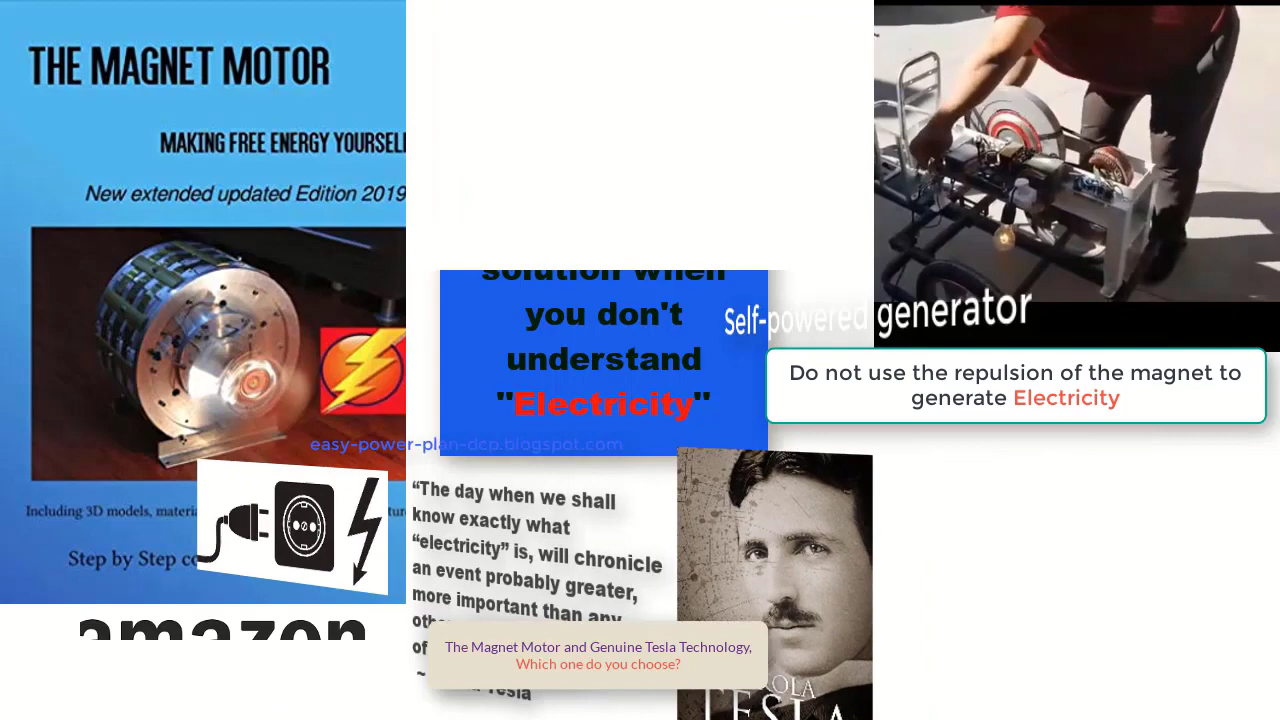 THE MAGNET MOTOR
MAKING FREE ENERGY YOURSELF
New extended updated Edition 2019
Including 3D models,
Step by Step
amazon
solution when
you don't
understand
"Electricity"
easy-power-plan-dcp.blogspot.com
Self-powered generator
Do not use the repulsion of the magnet to
generate Electricity
“The day when we shall
know exactly what
“electricity” is, will chronicle
an event probably greater,
more important than any
The Magnet Motor and Genuine Tesla Technology,
Which one do you choose?
Tesla
TESLA